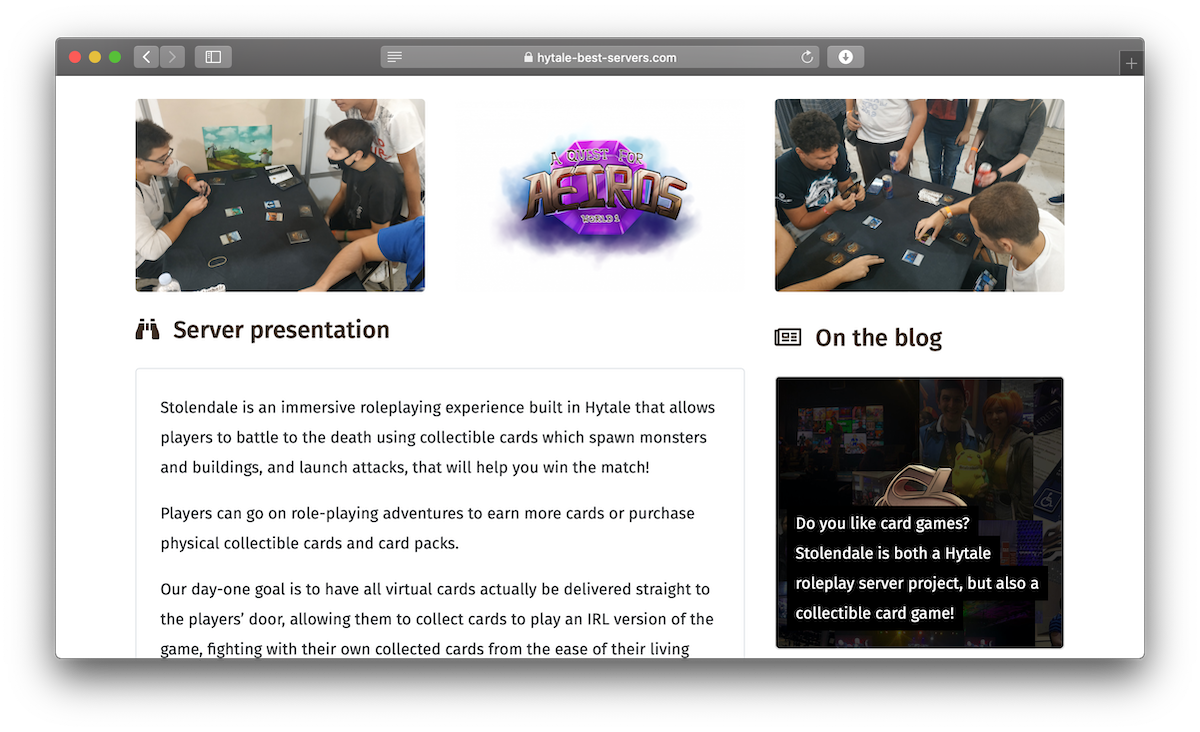 hytale-best-servers.com
A QUEST FOR
AEIROS
WORLD 1
Server presentation
Stolendale is an immersive roleplaying experience built in Hytale that allows
players to battle to the death using collectible cards which spawn monsters
and buildings, and launch attacks, that will help you win the match!
Players can go on role-playing adventures to earn more cards or purchase
physical collectible cards and card packs.
Our day-one goal is to have all virtual cards actually be delivered straight to
the players’ door, allowing them to collect cards to play an IRL version of the
game, fighting with their own collected cards from the ease of their living
On the blog
Do you like card games?
Stolendale is both a Hytale
roleplay server project, but also a
collectible card game!